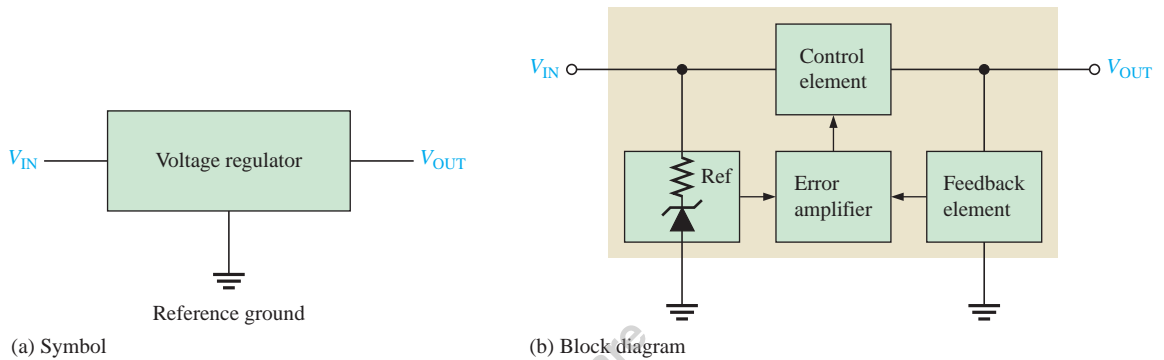 V_IN
Voltage regulator
V_OUT
Reference ground
(a) Symbol
V_IN
Control
element
V_OUT
Ref
Error
amplifier
Feedback
element
(b) Block diagram